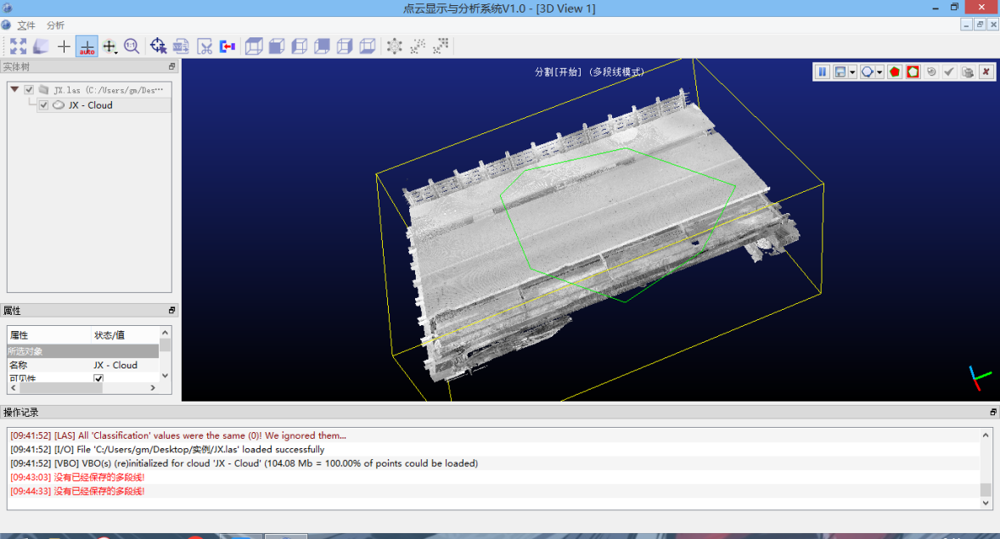 点云显示与分析系统V1.0 - [3D View 1]
文件 分析
auto
1:1
实体树
JX.las (C:/Users/gm/Des···
JX - Cloud
分割[开始] (多段线模式)
属性
属性 状态/值
所选对象
名称 JX - Cloud
可见性
操作记录
[09:41:52] [LAS] All 'Classification' values were the same (0)! We ignored them...
[09:41:52] [I/O] File 'C:/Users/gm/Desktop/实例/JX.las' loaded successfully
[09:41:52] [VBO] VBO(s) (re)initialized for cloud 'JX - Cloud' (104.08 Mb = 100.00% of points could be loaded)
[09:43:03] 没有已经保存的多段线!
[09:44:33] 没有已经保存的多段线!